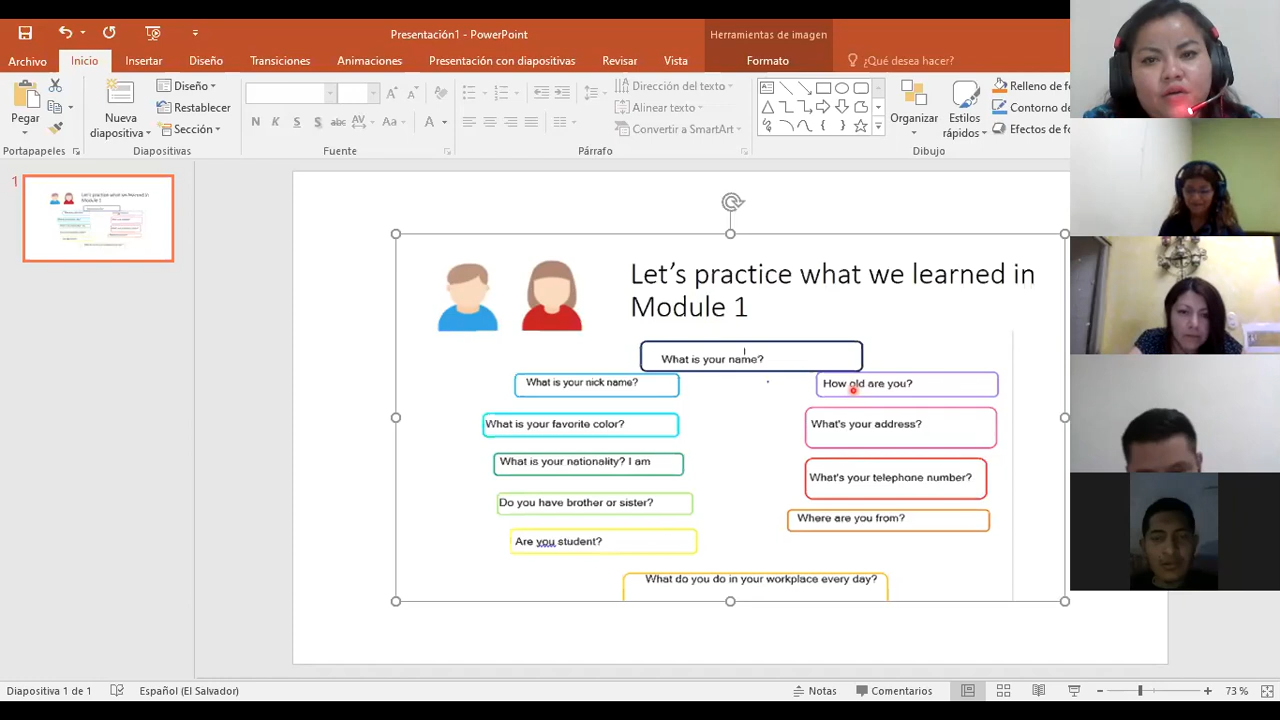 Presentación1 - PowerPoint
Herramientas de imagen
Archivo
Inicio
Insertar
Diseño
Transiciones
Animaciones
Presentación con diapositivas
Revisar
Vista
Formato
¿Qué desea hacer?
Pegar
Nueva
diapositiva
Diseño
Restablecer
Sección
N K S S abc AV Aa A
Dirección del texto
Alinear texto
Convertir a SmartArt
Organizar
Estilos
rápidos
Relleno de fo
Contorno de
Efectos de fo
Portapapeles
Diapositivas
Fuente
Párrafo
Dibujo
1
Let's practice what we learned in
Module 1
What is your name?
What is your nick name?
How old are you?
What is your favorite color?
What's your address?
What is your nationality? I am
What's your telephone number?
Do you have brother or sister?
Where are you from?
Are you student?
What do you do in your workplace every day?
Diapositiva 1 de 1
Español (El Salvador)
Notas
Comentarios
73 %